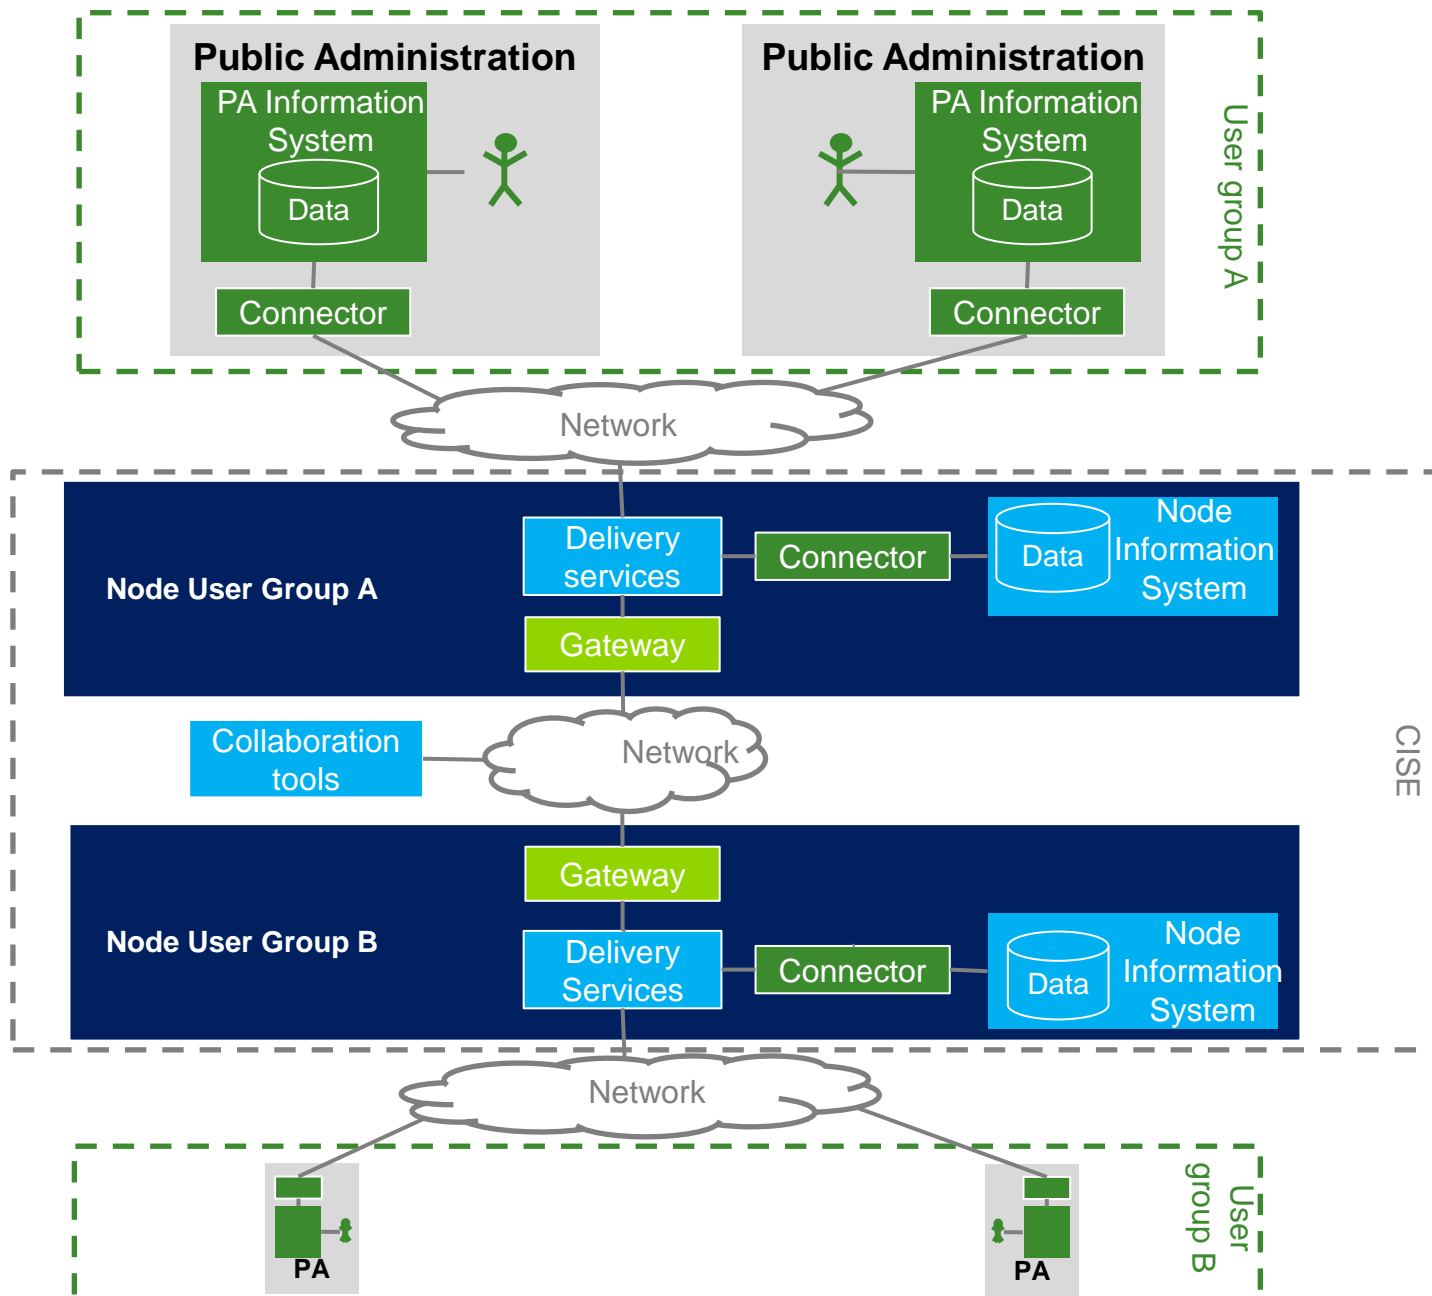 Public Administration
PA Information
System
Data
Connector
Public Administration
PA Information
System
Data
Connector
User group A
Network
Node User Group A
Delivery
services
Connector
Data
Node
Information
System
Gateway
Collaboration
tools
Network
CISE
Gateway
Node User Group B
Delivery
Services
Connector
Data
Node
Information
System
Network
PA
PA
User
group B